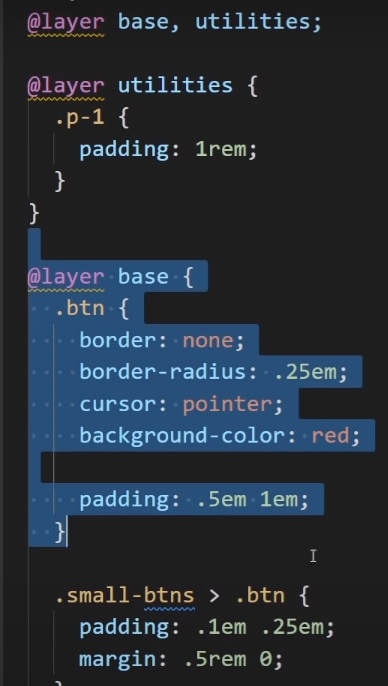 @layer base, utilities;
@layer utilities {
.p-1 {
padding: 1rem;
}
}
@layer base {
.btn {
border: none;
border-radius: .25em;
cursor: pointer;
background-color: red;
padding: .5em 1em;
}
.small-btns > .btn {
padding: .1em .25em;
margin: .5rem 0;
}